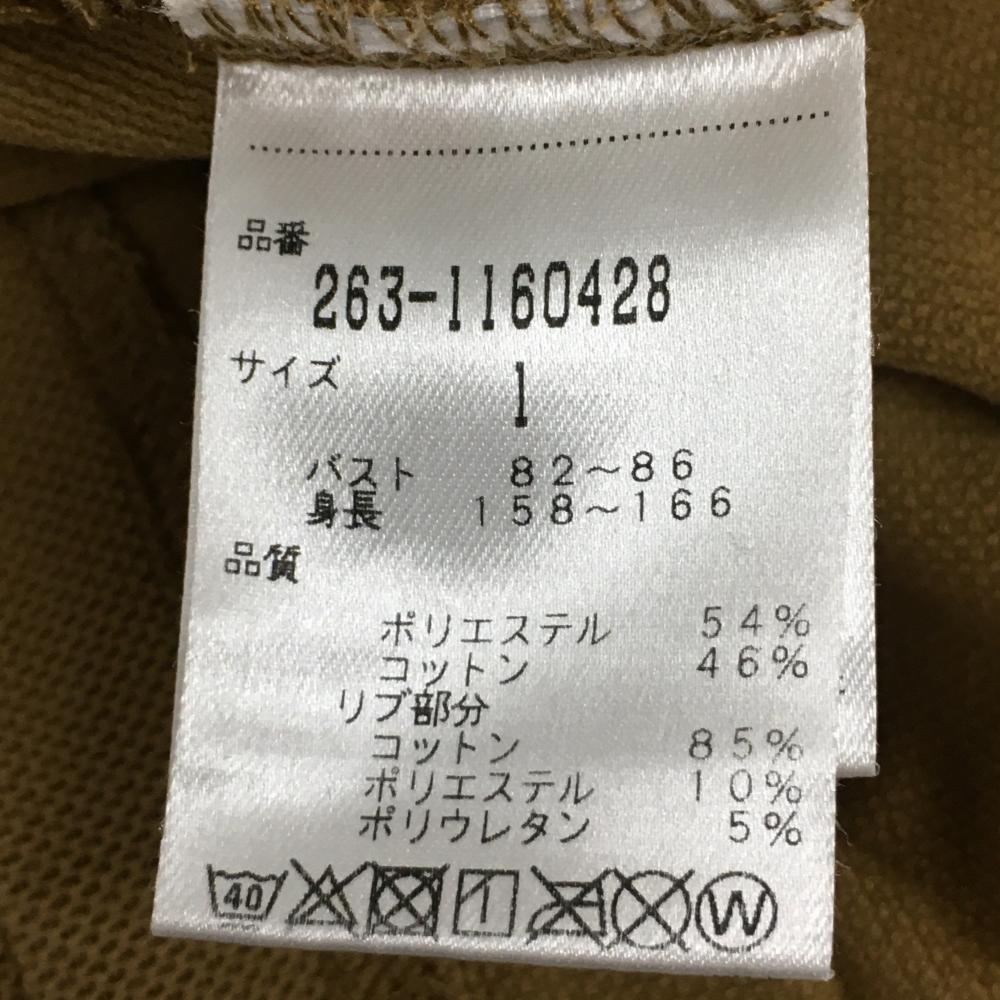 品番
263-1160428
サイズ
1
バスト 82～86
身長 158～166
品質
ポリエステル 54%
コットン 46%
リブ部分
コットン 85%
ポリエステル 10%
ポリウレタン 5%
40 W